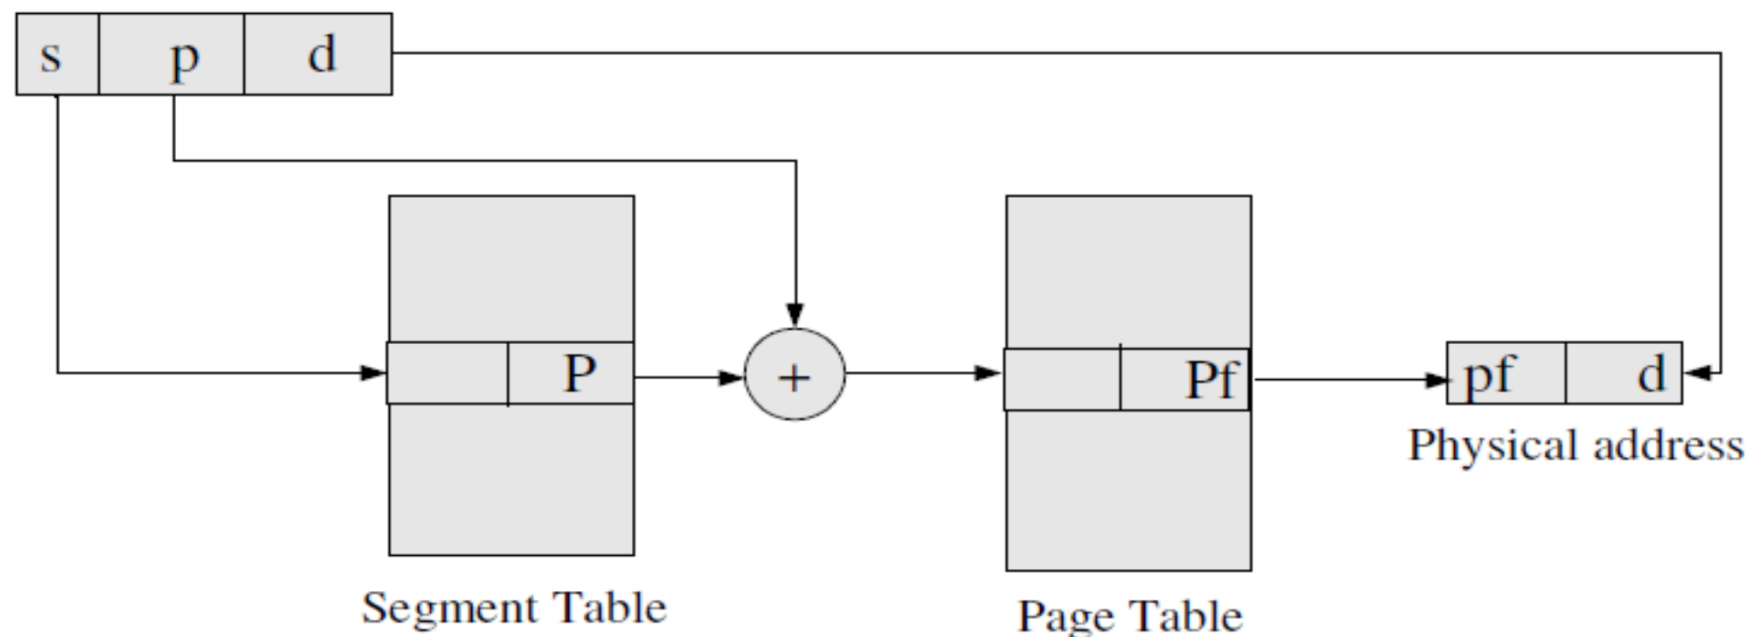 s p d
P
+
Pf
pf d
Physical address
Segment Table
Page Table